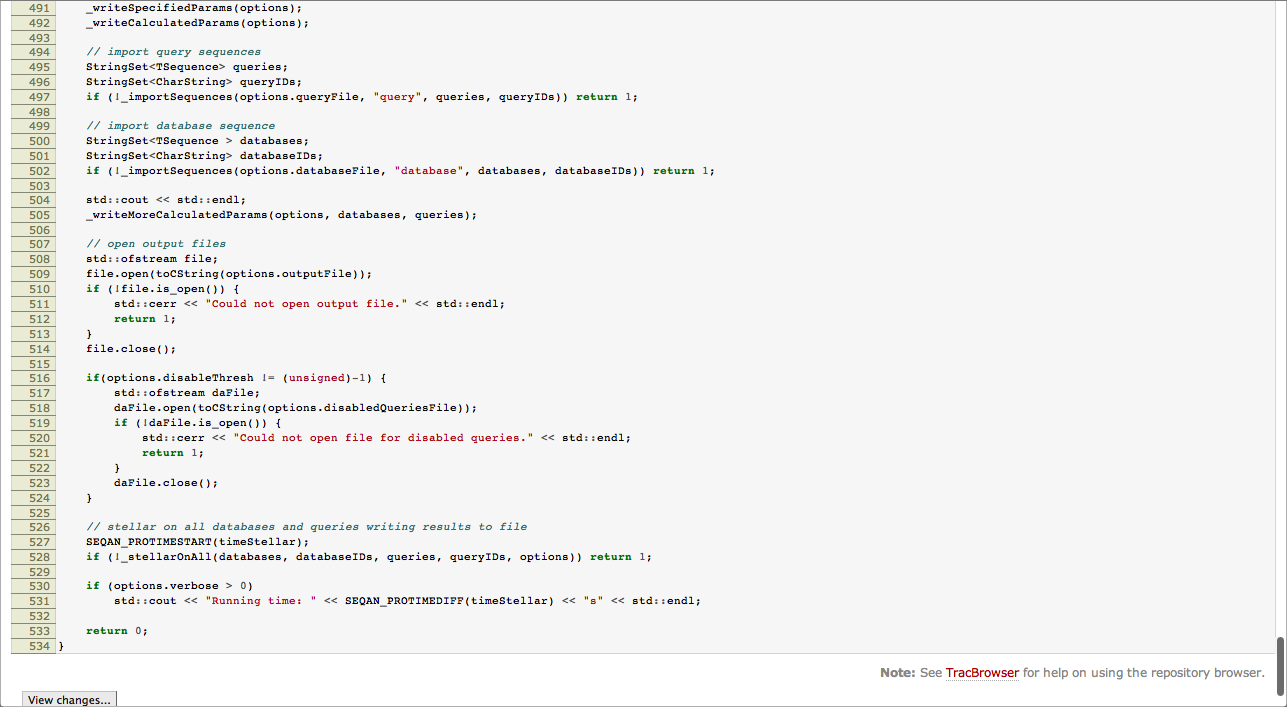 491     _writeSpecifiedParams(options);
492     _writeCalculatedParams(options);
493
494     // import query sequences
495     StringSet<TSequence> queries;
496     StringSet<CharString> queryIDs;
497     if (!_importSequences(options.queryFile, "query", queries, queryIDs)) return 1;
498
499     // import database sequence
500     StringSet<TSequence > databases;
501     StringSet<CharString> databaseIDs;
502     if (!_importSequences(options.databaseFile, "database", databases, databaseIDs)) return 1;
503
504     std::cout << std::endl;
505     _writeMoreCalculatedParams(options, databases, queries);
506
507     // open output files
508     std::ofstream file;
509     file.open(toCString(options.outputFile));
510     if (!file.is_open()) {
511         std::cerr << "Could not open output file." << std::endl;
512         return 1;
513     }
514     file.close();
515
516     if(options.disableThresh != (unsigned)-1) {
517         std::ofstream daFile;
518         daFile.open(toCString(options.disabledQueriesFile));
519         if (!daFile.is_open()) {
520             std::cerr << "Could not open file for disabled queries." << std::endl;
521             return 1;
522         }
523         daFile.close();
524     }
525
526     // stellar on all databases and queries writing results to file
527     SEQAN_PROTIMESTART(timeStellar);
528     if (!_stellarOnAll(databases, databaseIDs, queries, queryIDs, options)) return 1;
529
530     if (options.verbose > 0)
531         std::cout << "Running time: " << SEQAN_PROTIMEDIFF(timeStellar) << "s" << std::endl;
532
533     return 0;
534 }
Note: See TracBrowser for help on using the repository browser.
View changes...